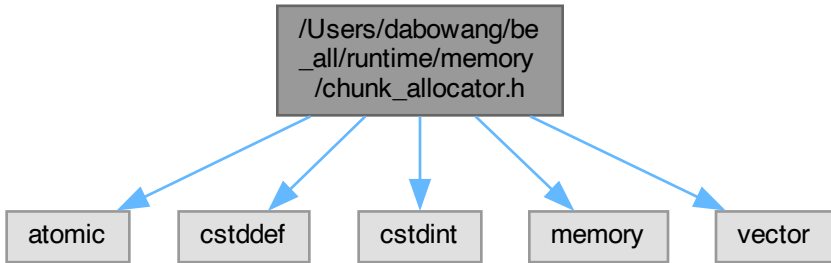 /Users/dabowang/be
_all/runtime/memory
/chunk_allocator.h
atomic
cstddef
cstdint
memory
vector